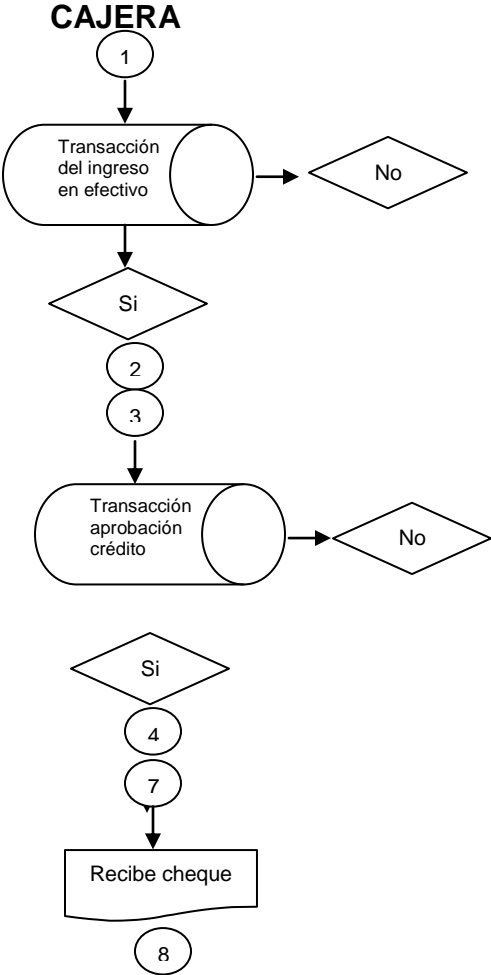 CAJERA
1
Transacción
del ingreso
en efectivo
No
Si
2
3
Transacción
aprobación
crédito
No
Si
4
7
Recibe cheque
8